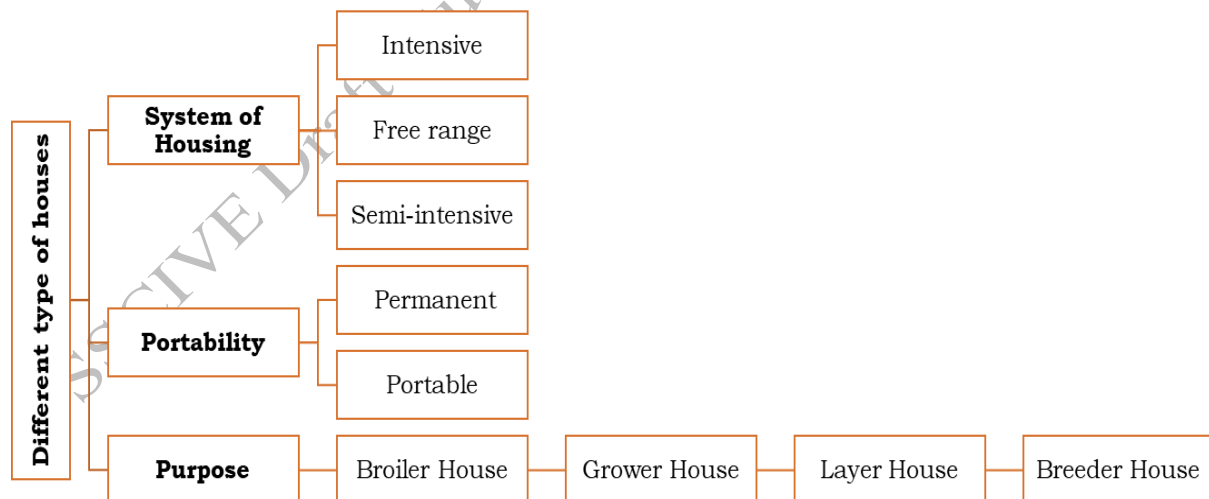 Different type of houses
System of
Housing
Intensive
Free range
Semi-intensive
Portability
Permanent
Portable
Purpose
Broiler House
Grower House
Layer House
Breeder House